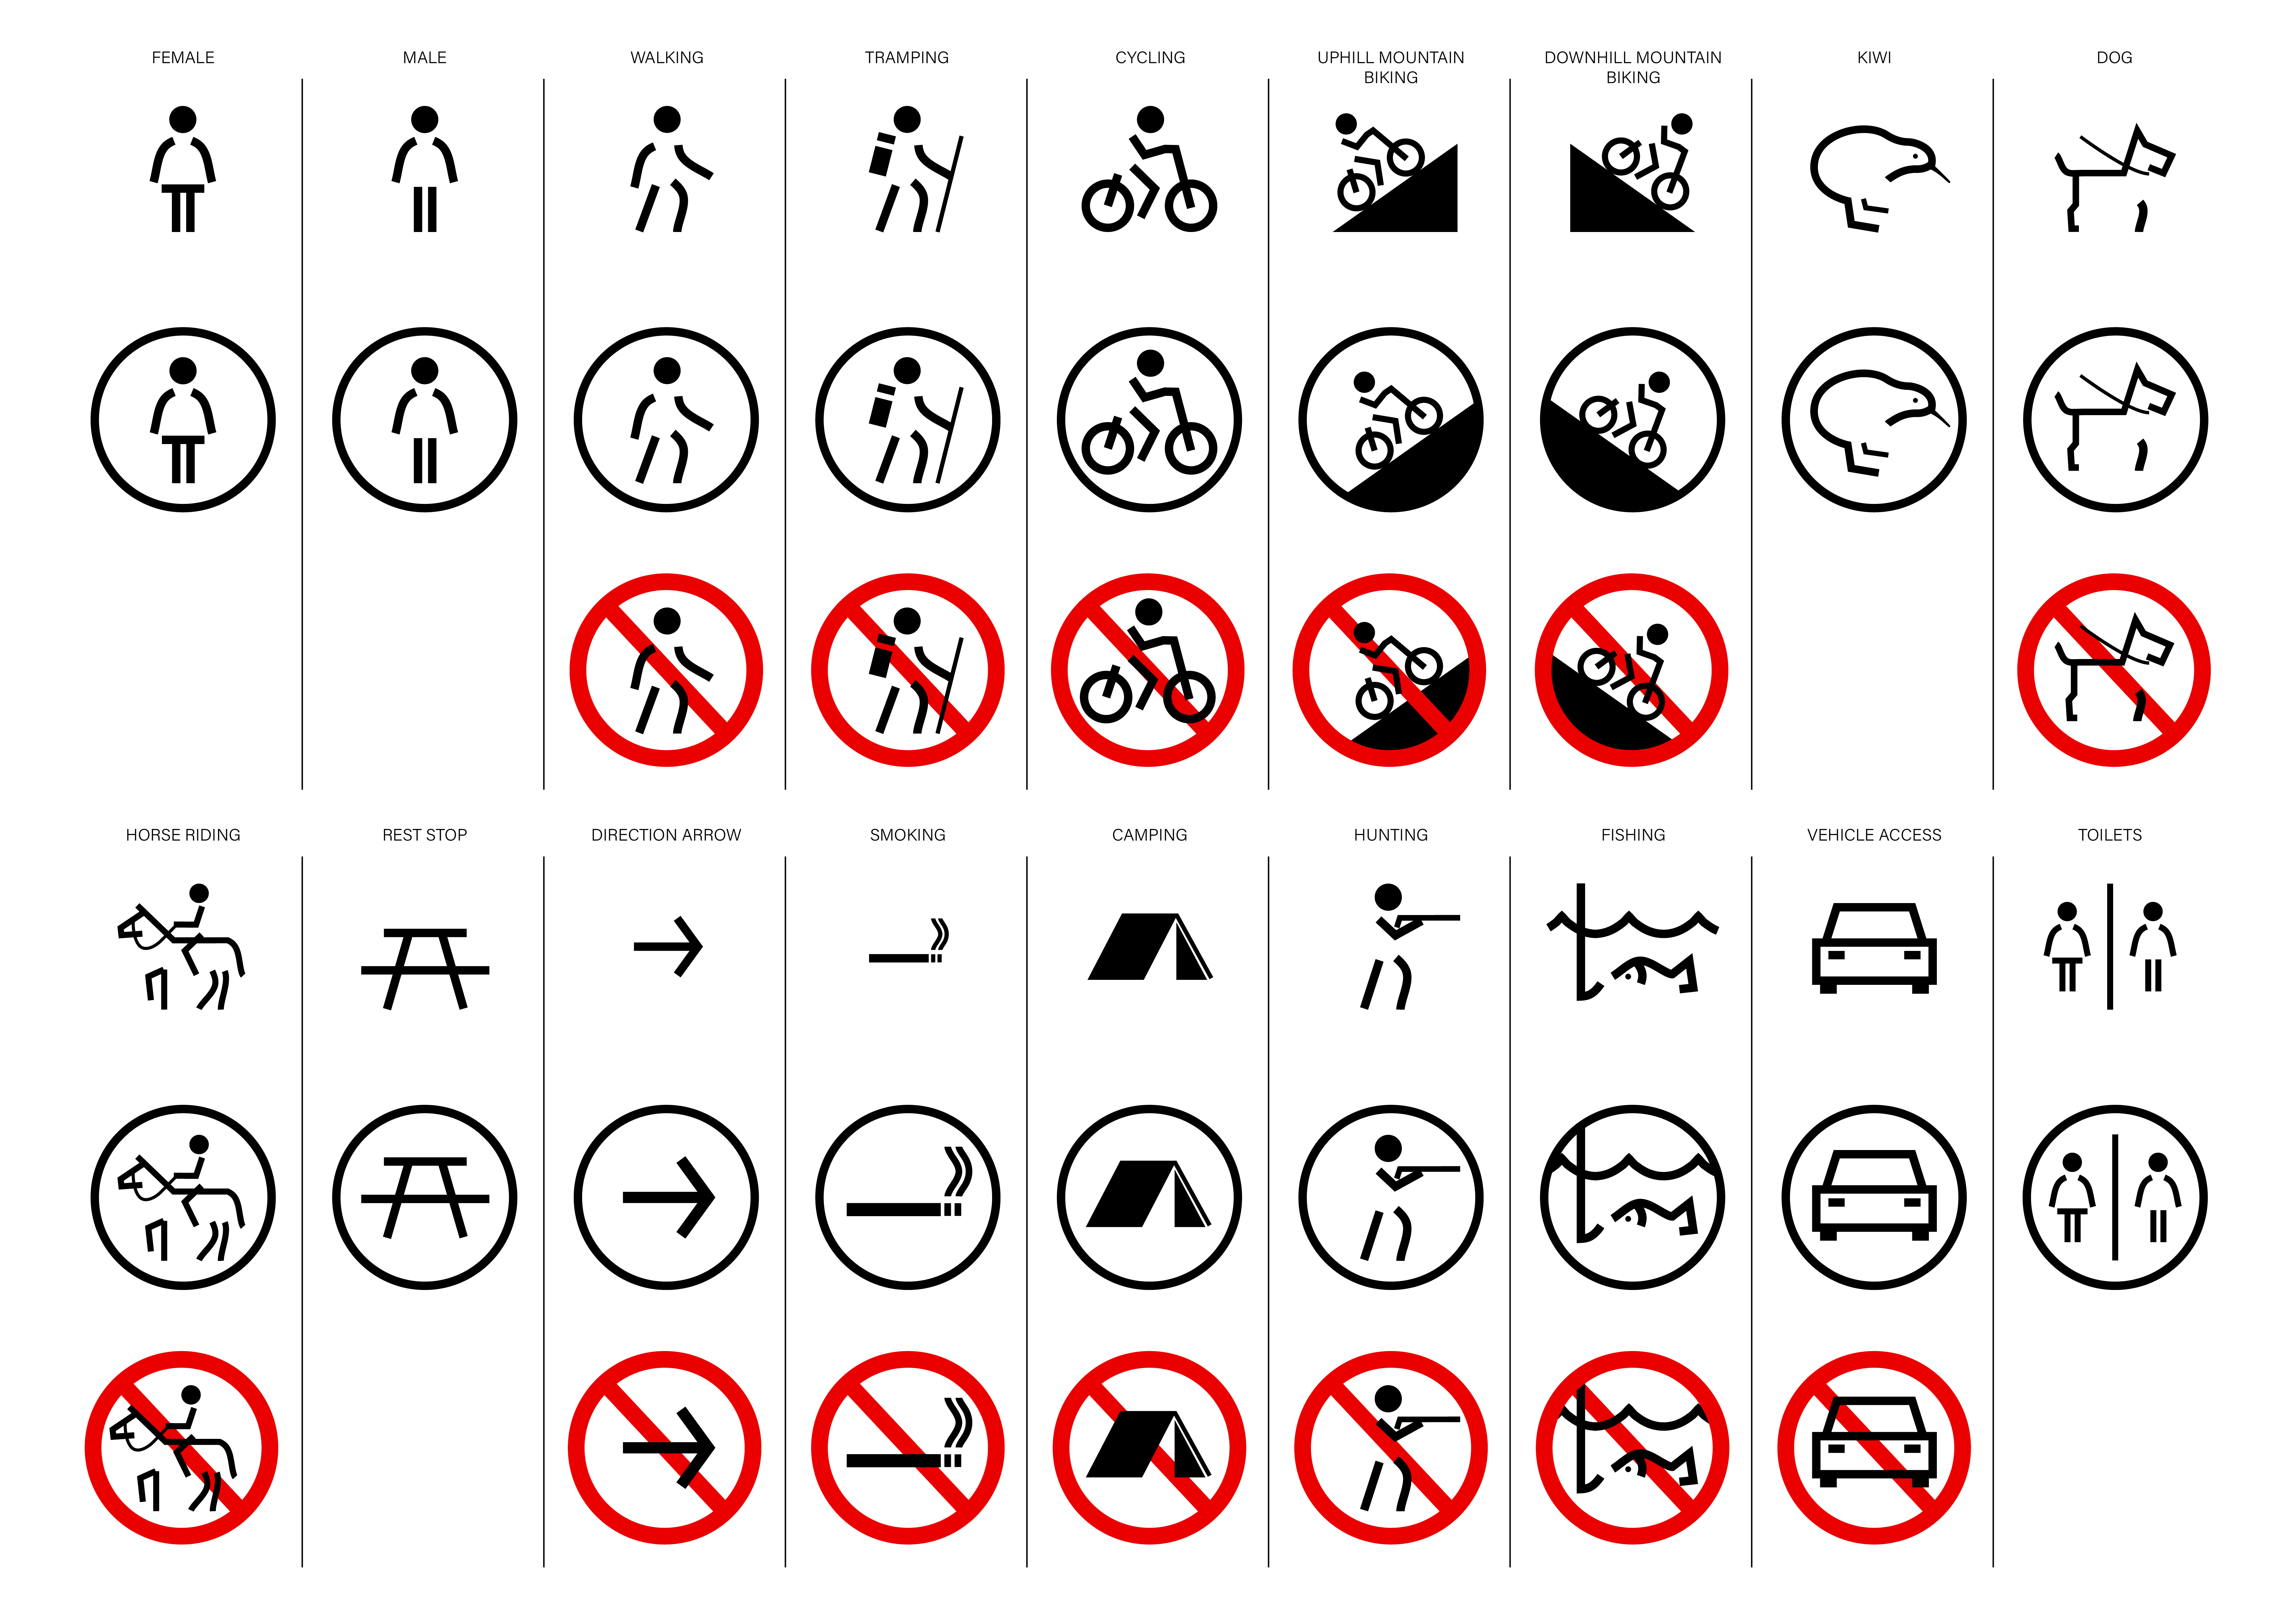 FEMALE
MALE
WALKING
TRAMPING
CYCLING
UPHILL MOUNTAIN
BIKING
DOWNHILL MOUNTAIN
BIKING
KIWI
DOG
HORSE RIDING
REST STOP
DIRECTION ARROW
SMOKING
CAMPING
HUNTING
FISHING
VEHICLE ACCESS
TOILETS